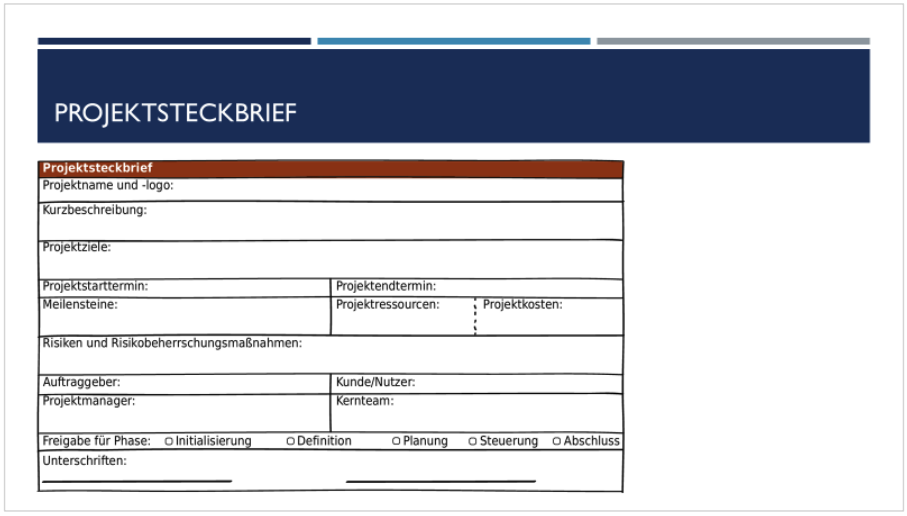 PROJEKTSTECKBRIEF
Projektsteckbrief
Projektname und -logo:
Kurzbeschreibung:
Projektziele:
Projektstarttermin: Projektendtermin:
Meilensteine: Projektressourcen: Projektkosten:
Risiken und Risikobeherrschungsmaßnahmen:
Auftraggeber: Kunde/Nutzer:
Projektmanager: Kernteam:
Freigabe für Phase: Initialisierung Definition Planung Steuerung Abschluss
Unterschriften: